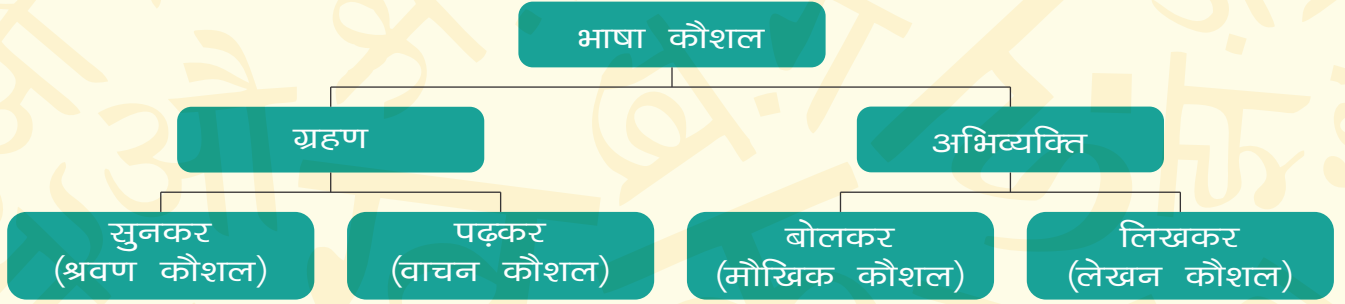 भाषा कौशल
ग्रहण
अभिव्यक्ति
सुनकर
(श्रवण कौशल)
पढ़कर
(वाचन कौशल)
बोलकर
(मौखिक कौशल)
लिखकर
(लेखन कौशल)